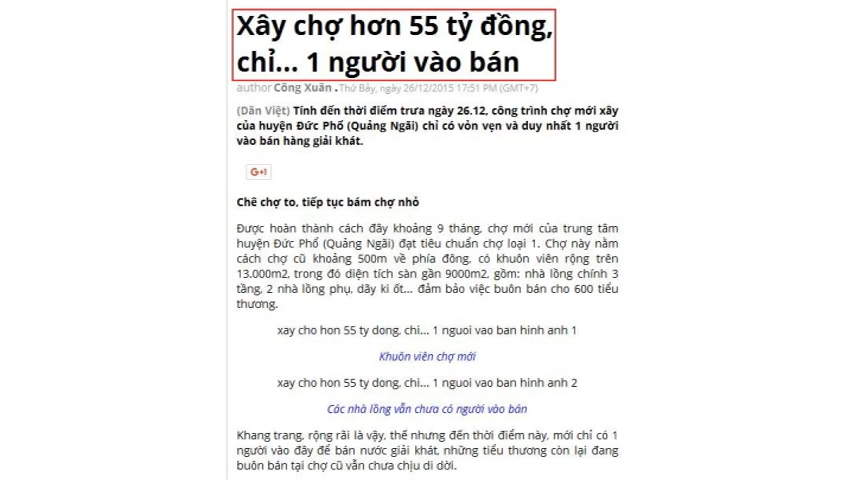 Xây chợ hơn 55 tỷ đồng,
chỉ... 1 người vào bán
author Công Xuân . Thứ Bảy, ngày 26/12/2015 17:51 PM (GMT+7)
(Dân Việt) Tính đến thời điểm trưa ngày 26.12, công trình chợ mới xây
của huyện Đức Phổ (Quảng Ngãi) chỉ có vỏn vẹn và duy nhất 1 người
vào bán hàng giải khát.
G+1
Chê chợ to, tiếp tục bám chợ nhỏ
Được hoàn thành cách đây khoảng 9 tháng, chợ mới của trung tâm
huyện Đức Phổ (Quảng Ngãi) đạt tiêu chuẩn chợ loại 1. Chợ này nằm
cách chợ cũ khoảng 500m về phía đông, có khuôn viên rộng trên
13.000m2, trong đó diện tích sàn gần 9000m2, gồm: nhà lồng chính 3
tầng, 2 nhà lồng phụ, dãy ki ốt... đảm bảo việc buôn bán cho 600 tiểu
thương.
xay cho hon 55 ty dong, chi... 1 nguoi vao ban hinh anh 1
Khuôn viên chợ mới
xay cho hon 55 ty dong, chi... 1 nguoi vao ban hinh anh 2
Các nhà lồng vẫn chưa có người vào bán
Khang trang, rộng rãi là vậy, thế nhưng đến thời điểm này, mới chỉ có 1
người vào đây để bán nước giải khát, những tiểu thương còn lại đang
buôn bán tại chợ cũ vẫn chưa chịu di dời.